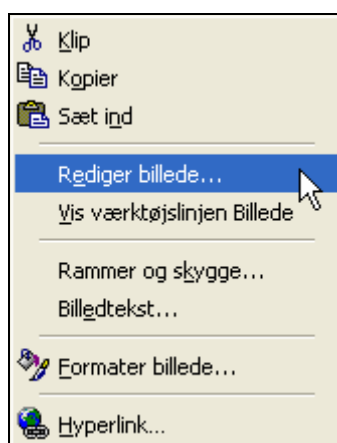 Klip
Kopier
Sæt ind
Rediger billede...
Vis værktøjslinjen Billede
Rammer og skygge...
Billedtekst...
Formater billede...
Hyperlink...